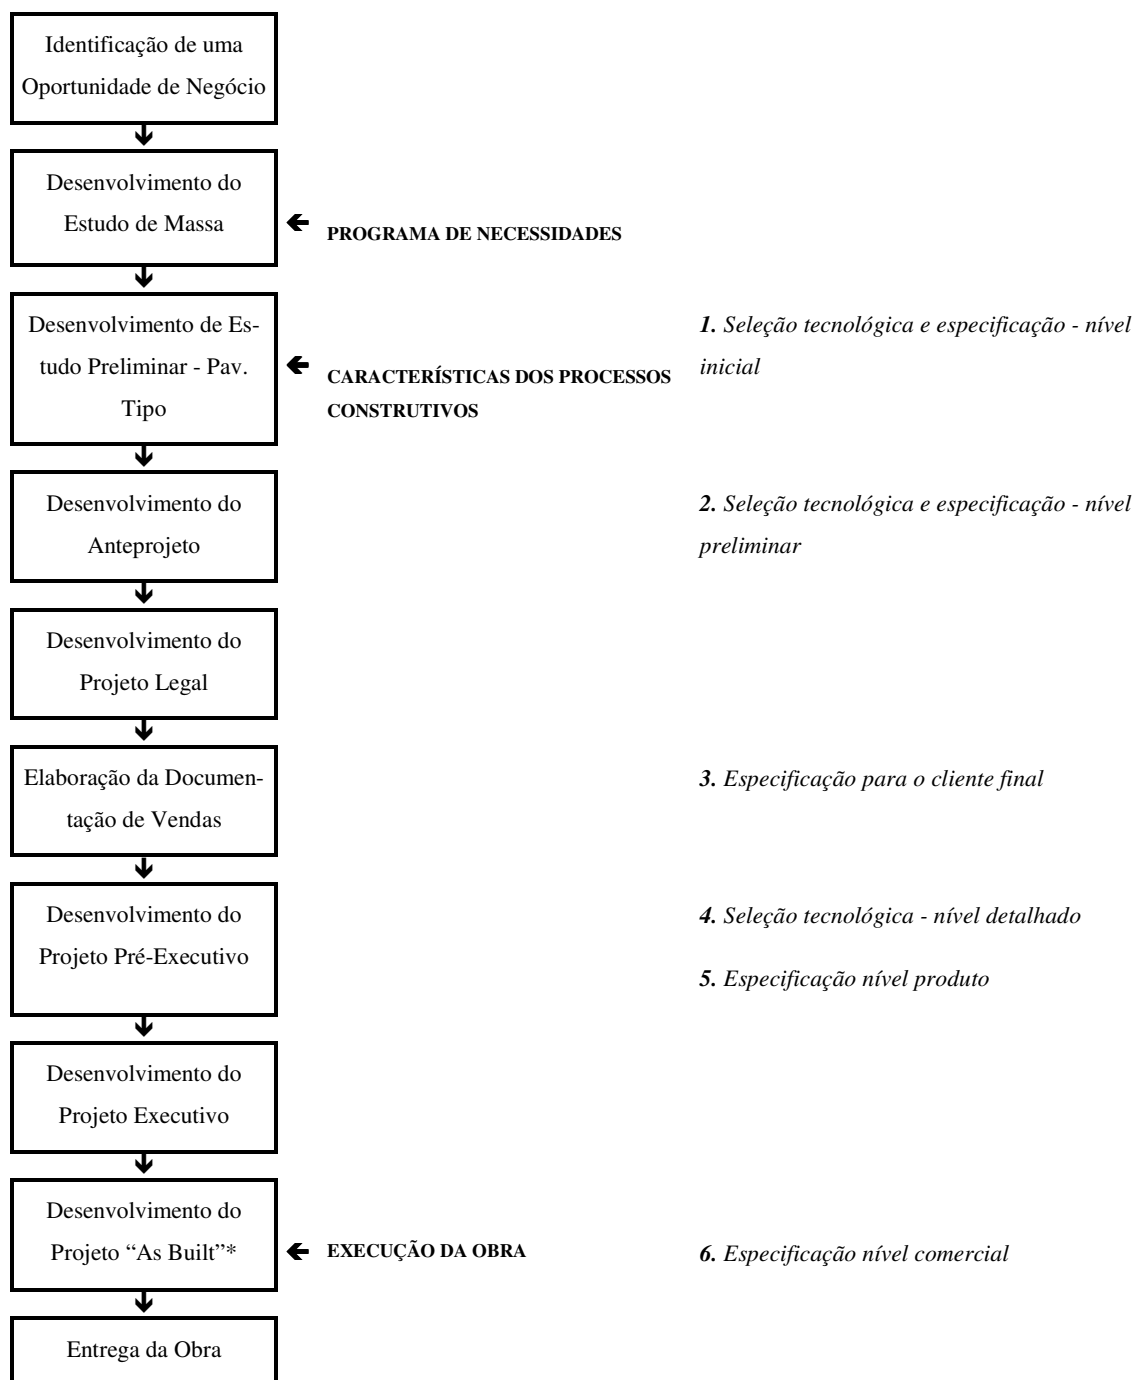 Identificação de uma
Oportunidade de Negócio
Desenvolvimento do
Estudo de Massa
PROGRAMA DE NECESSIDADES
Desenvolvimento de Es-
tudo Preliminar - Pav.
Tipo
CARACTERÍSTICAS DOS PROCESSOS
CONSTRUTIVOS
1. Seleção tecnológica e especificação - nível
inicial
Desenvolvimento do
Anteprojeto
2. Seleção tecnológica e especificação - nível
preliminar
Desenvolvimento do
Projeto Legal
Elaboração da Documen-
tação de Vendas
3. Especificação para o cliente final
Desenvolvimento do
Projeto Pré-Executivo
4. Seleção tecnológica - nível detalhado
5. Especificação nível produto
Desenvolvimento do
Projeto Executivo
Desenvolvimento do
Projeto “As Built”*
EXECUÇÃO DA OBRA
6. Especificação nível comercial
Entrega da Obra